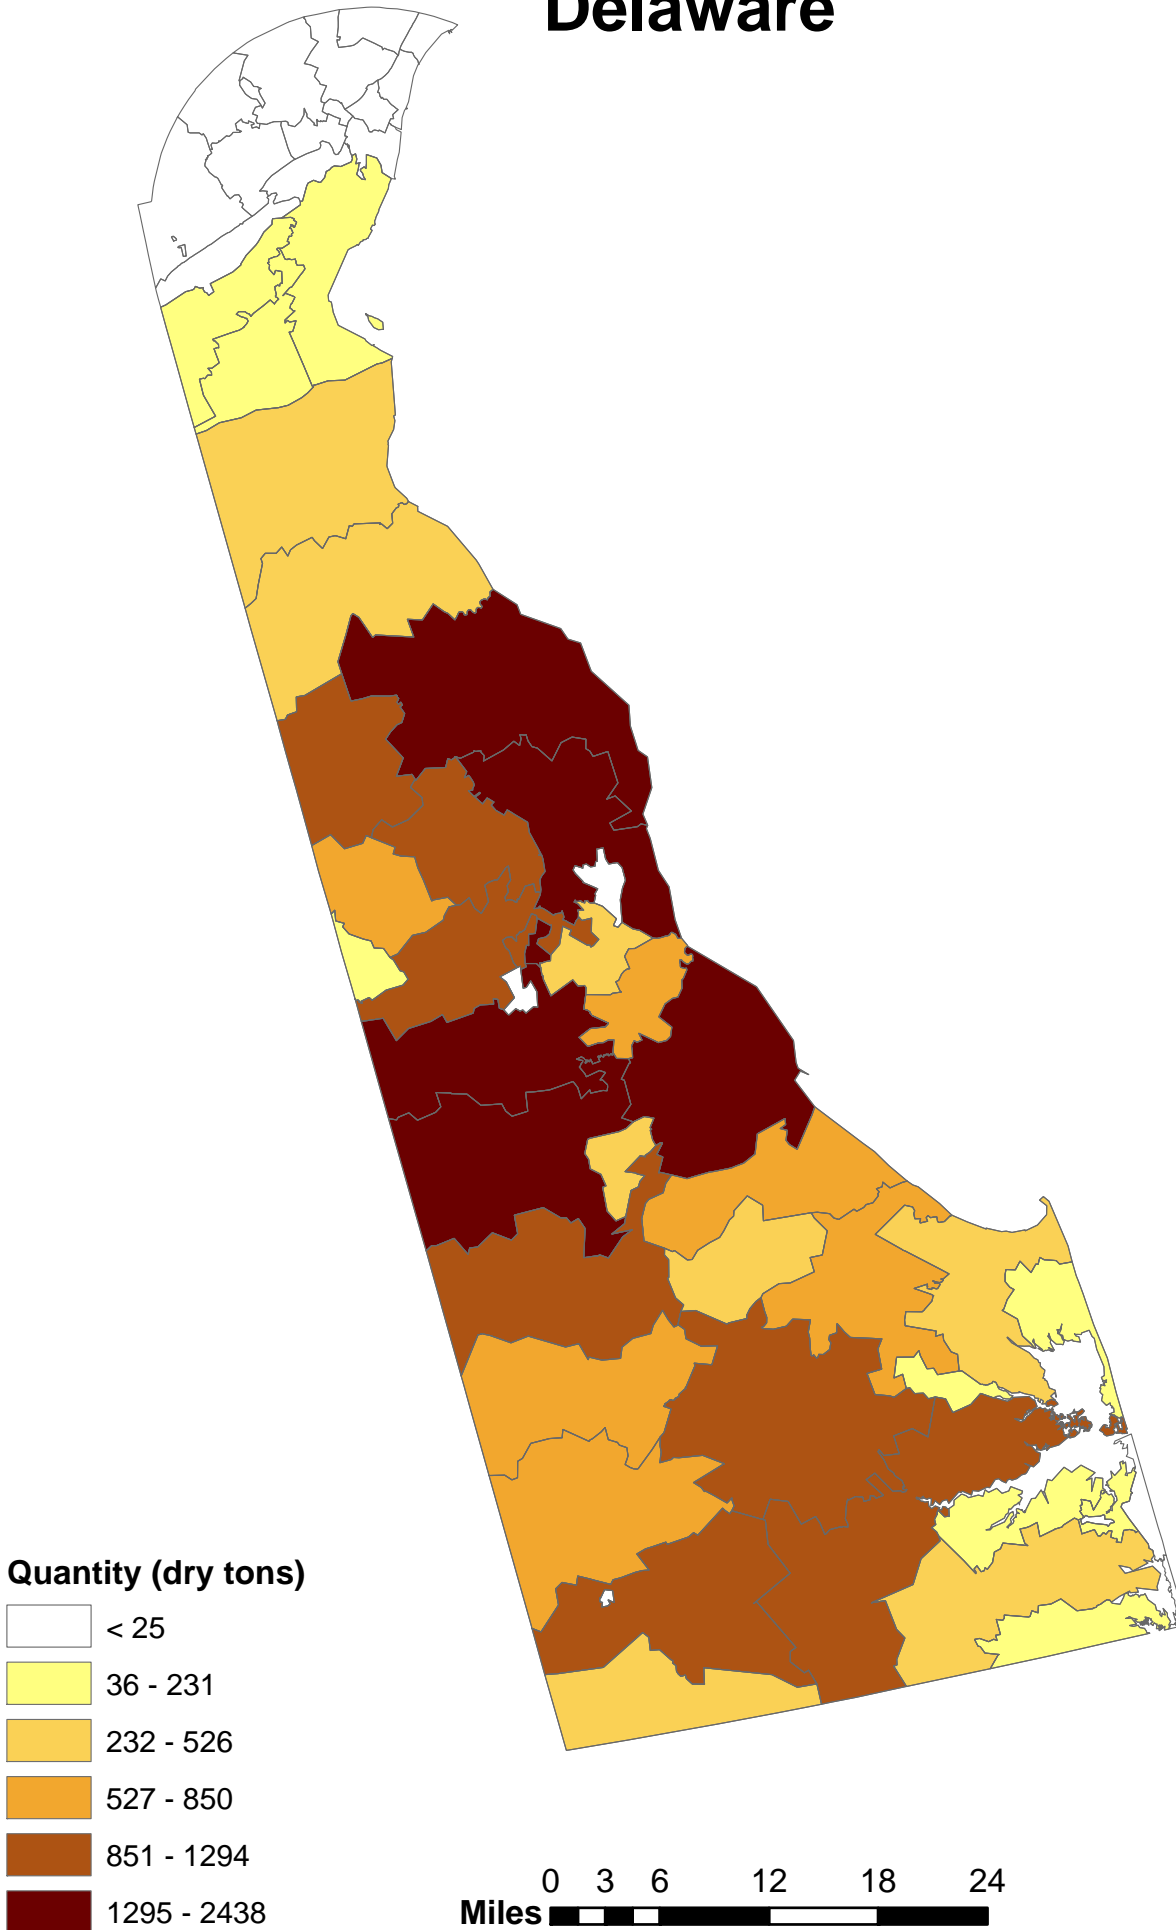 Delaware
Quantity (dry tons)
< 25
36 - 231
232 - 526
527 - 850
851 - 1294
1295 - 2438
0 3 6 12 18 24
Miles